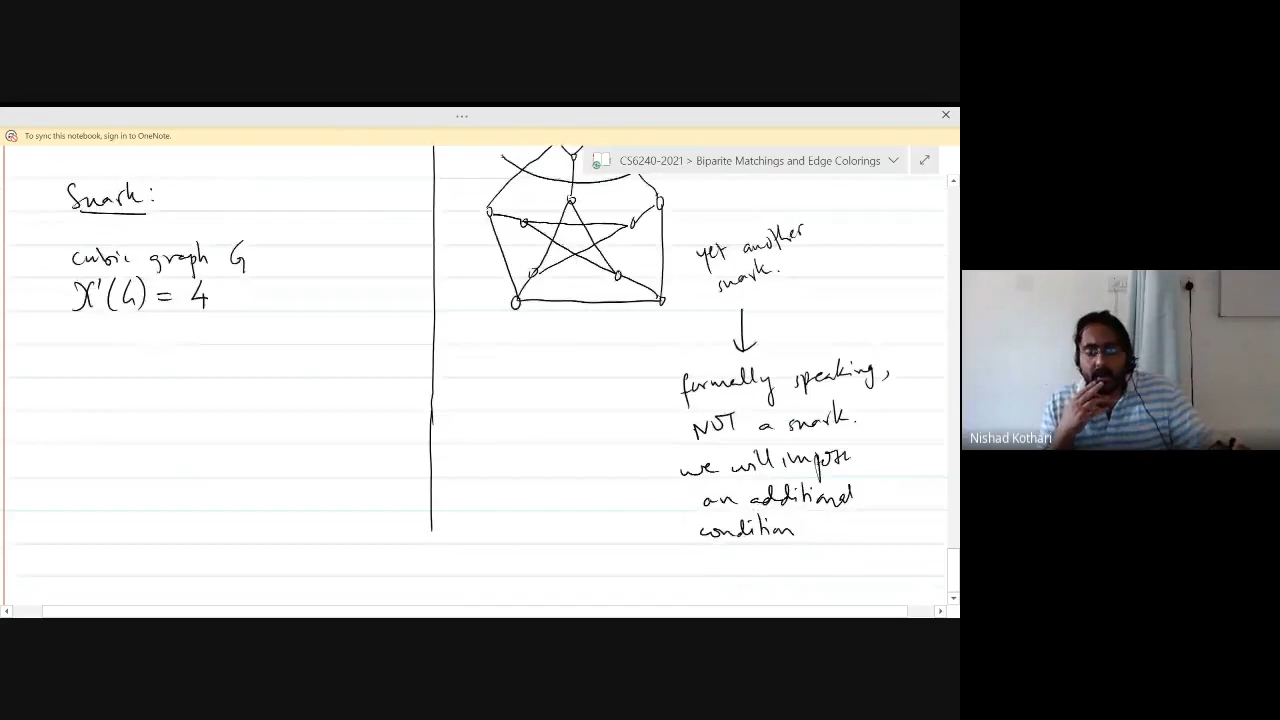 To sync this notebook, sign in to OneNote.
CS6240-2021 > Biparite Matchings and Edge Colorings
Snark:
cubic graph G
χ'(G) = 4
yet another
snark.
formally speaking,
NOT a snark.
we will impose
an additional
condition
Nishad Kothari